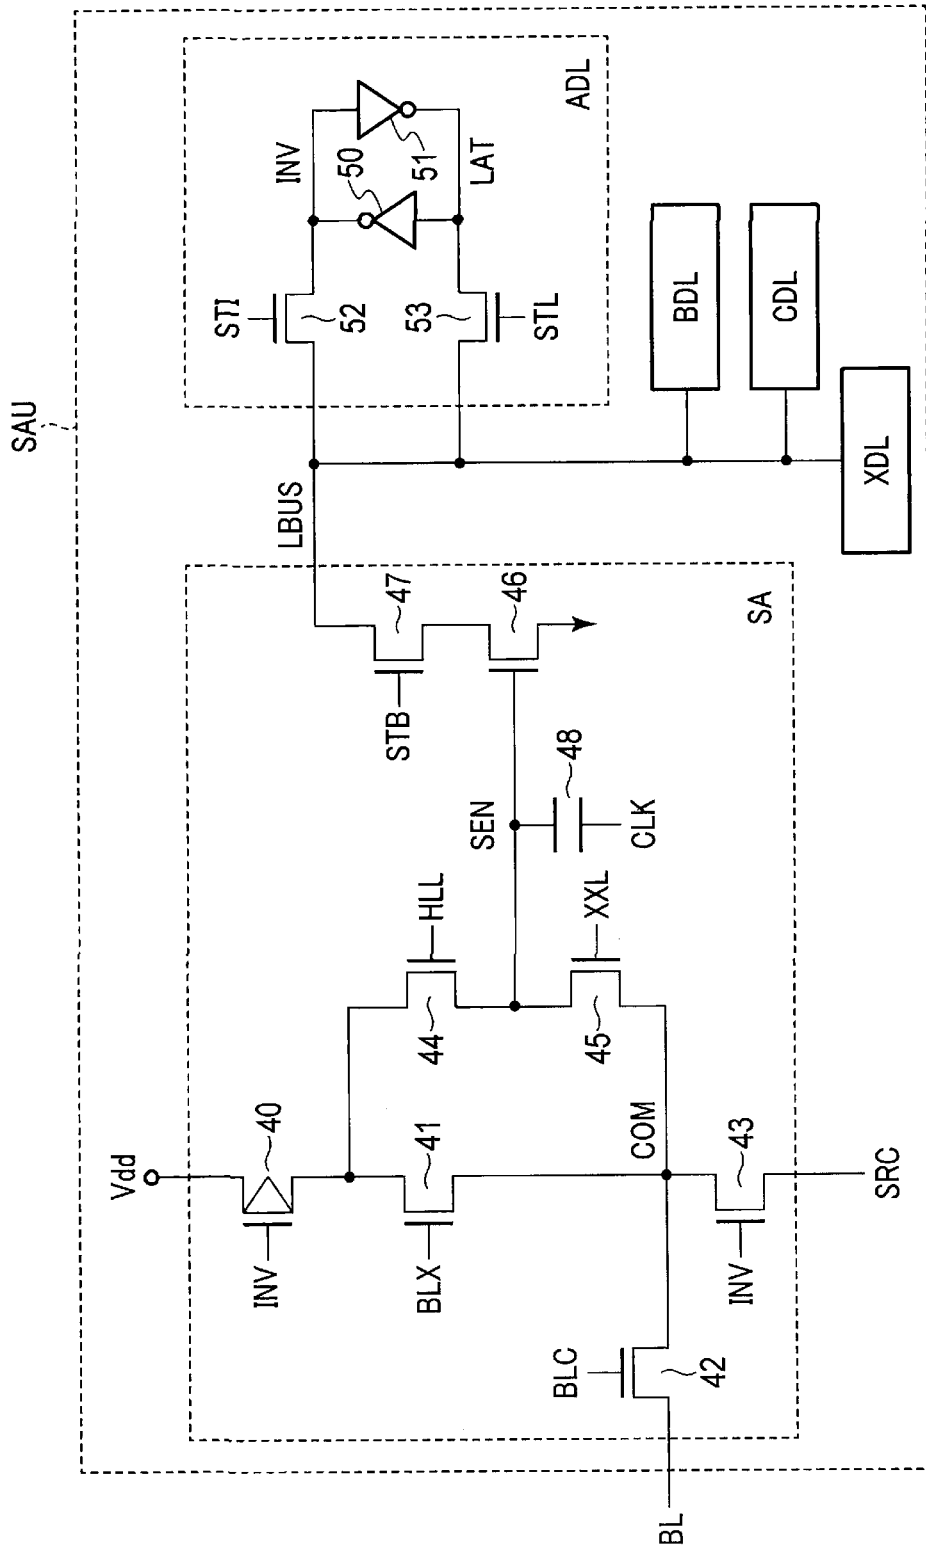 SAU
Vdd
INV
40
BLX
41
44
HLL
SEN
48
CLK
45
XXL
COM
BLC
42
BL
INV
43
SRC
STB
47
46
SA
LBUS
STI
52
INV
50
51
LAT
53
STL
ADL
BDL
CDL
XDL